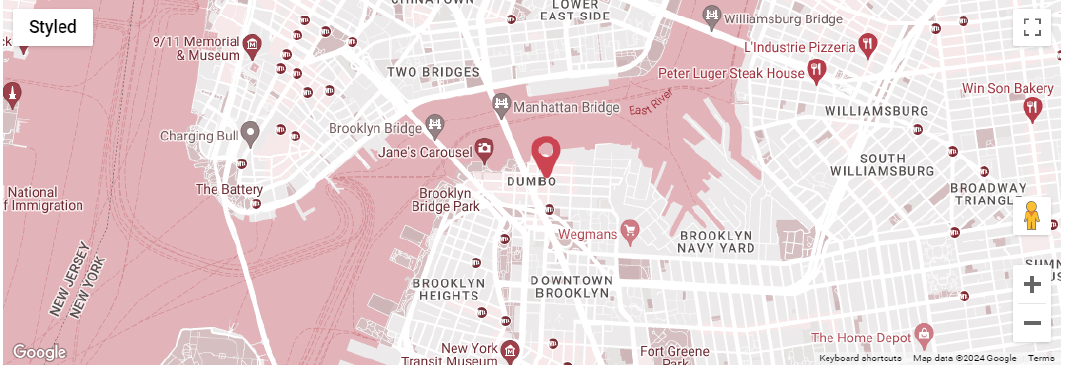 CHINATOWN
LOWER
EAST SIDE
Williamsburg Bridge
Styled
9/11 Memorial
& Museum
L'Industrie Pizzeria
TWO BRIDGES
Peter Luger Steak House
Win Son Bakery
East River
Manhattan Bridge
WILLIAMSBURG
Brooklyn Bridge
Charging Bull
Jane's Carousel
SOUTH
WILLIAMSBURG
DUMBO
National
f Immigration
The Battery
Brooklyn
Bridge Park
BROADWAY
TRIANGLE
Wegmans
BROOKLYN
NAVY YARD
NEW JERSEY
NEW YORK
BROOKLYN
HEIGHTS
DOWNTOWN
BROOKLYN
SUMN
US
The Home Depot
New York
Transit Museum
Fort Greene
Park
Google
Keyboard shortcuts
Map data ©2024 Google
Terms